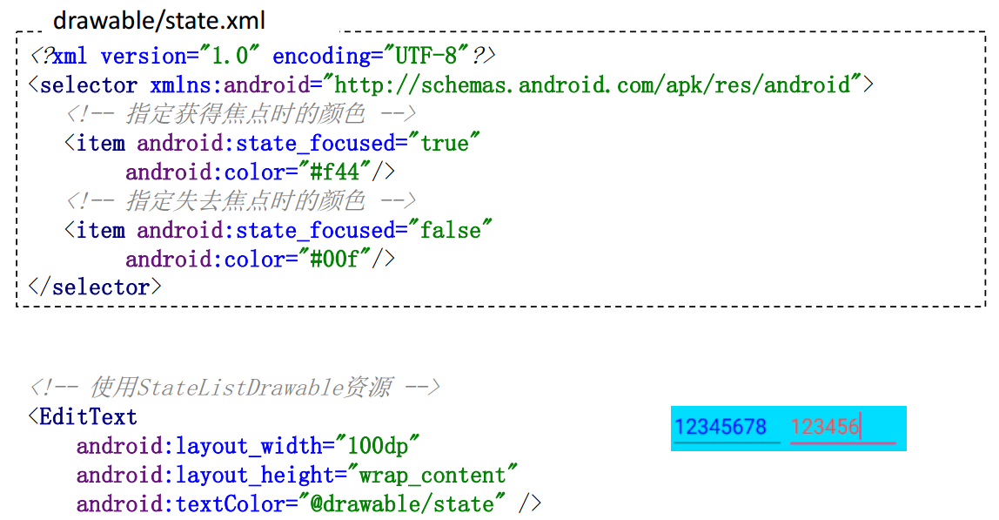 drawable/state.xml
<?xml version="1.0" encoding="UTF-8"?>
<selector xmlns:android="http://schemas.android.com/apk/res/android">
<!-- 指定获得焦点时的颜色 -->
<item android:state_focused="true"
android:color="#f44"/>
<!-- 指定失去焦点时的颜色 -->
<item android:state_focused="false"
android:color="#00f"/>
</selector>
<!-- 使用StateListDrawable资源 -->
<EditText
android:layout_width="100dp"
android:layout_height="wrap_content"
android:textColor="@drawable/state" />
12345678 123456